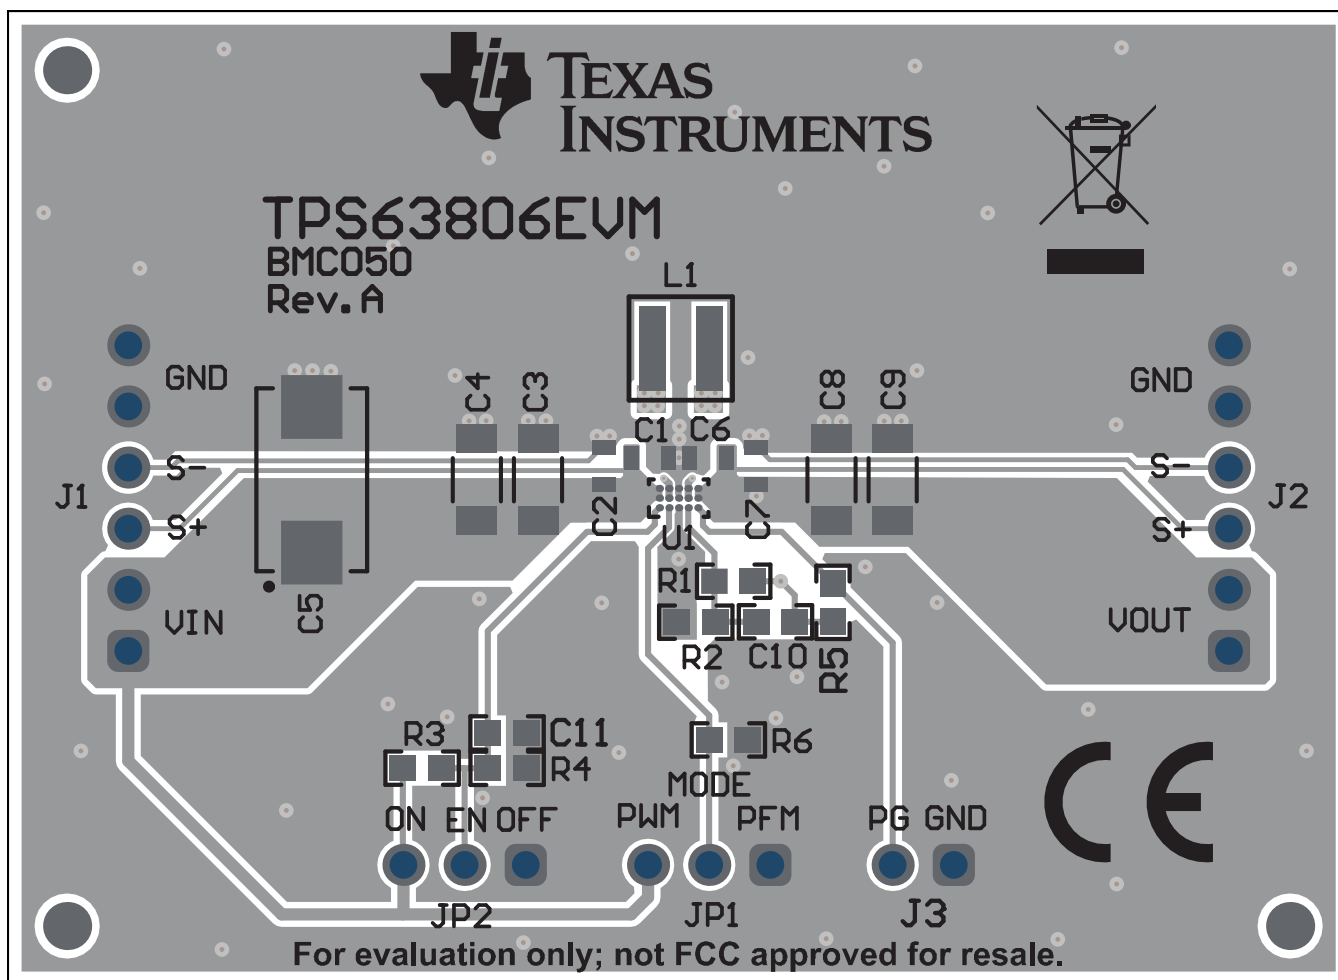 TEXAS
INSTRUMENTS
TPS63806EVM
BMC050
Rev.A
L1
GND
C4
C3
C8
C9
GND
C1
C6
S-
S-
J1
J2
S+
C2
U1
C7
S+
R1
VIN
C5
VOUT
R2
C10
R5
R3
C11
R6
R4
MODE
ON
EN
OFF
PWM
PFM
PG
GND
JP2
JP1
J3
CE
For evaluation only; not FCC approved for resale.